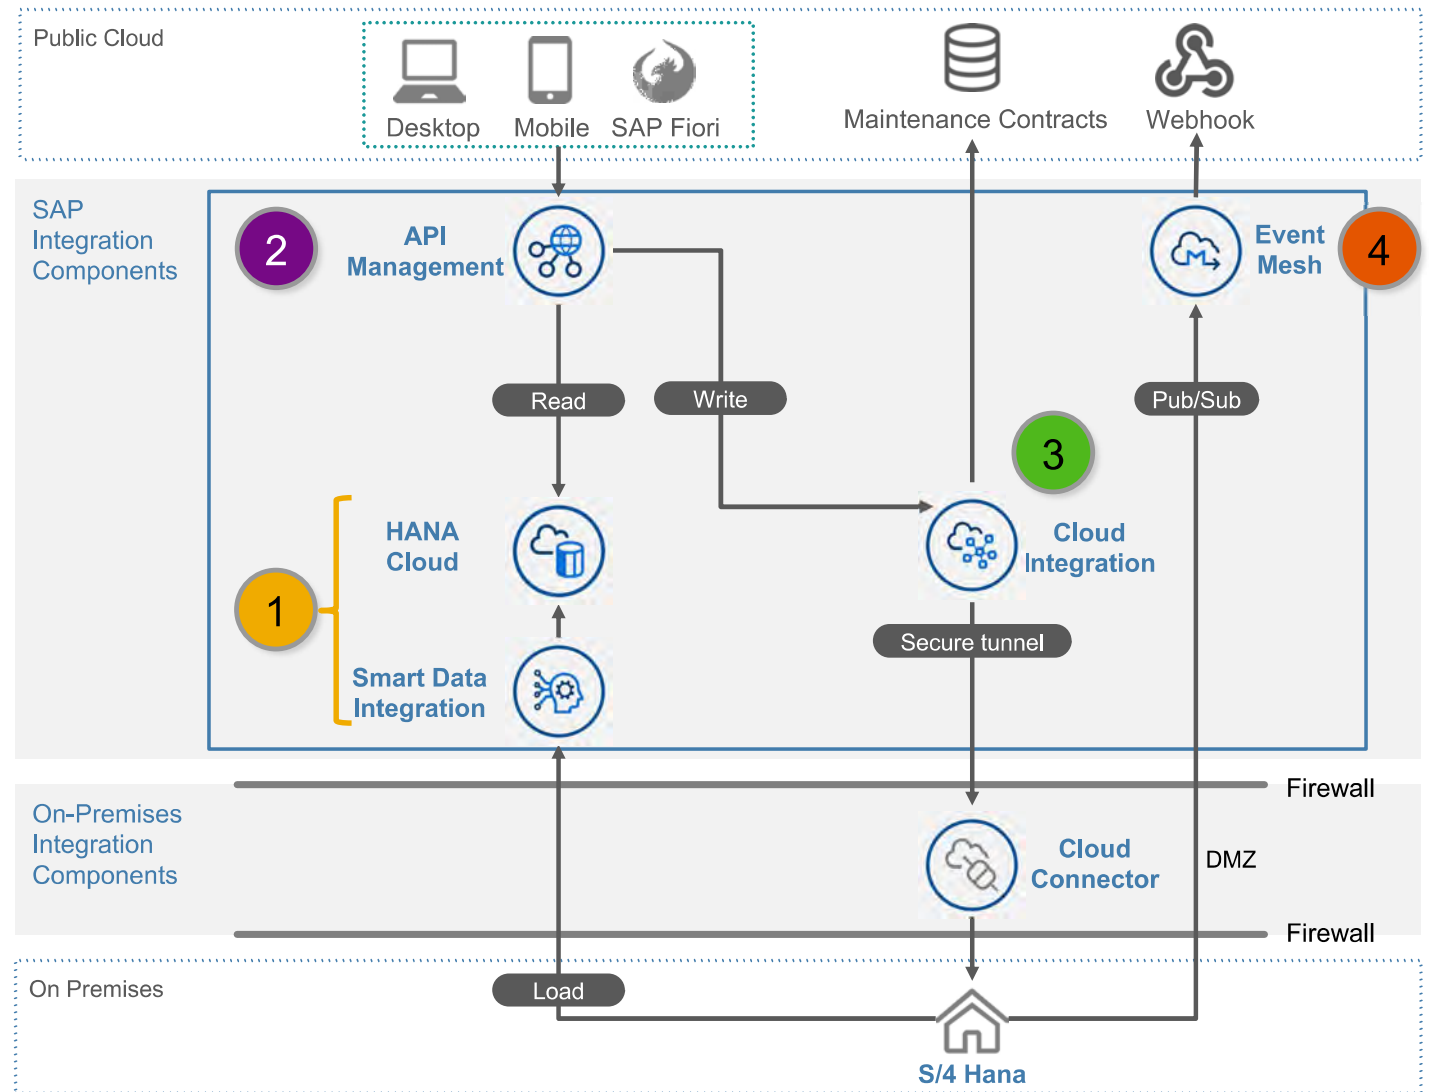 Public Cloud
Desktop
Mobile
SAP Fiori
Maintenance Contracts
Webhook
SAP
Integration
Components
2
API
Management
Event
Mesh
4
Read
Write
Pub/Sub
3
HANA
Cloud
Cloud
Integration
1
Secure tunnel
Smart Data
Integration
Firewall
On-Premises
Integration
Components
Cloud
Connector
DMZ
Firewall
On Premises
Load
S/4 Hana